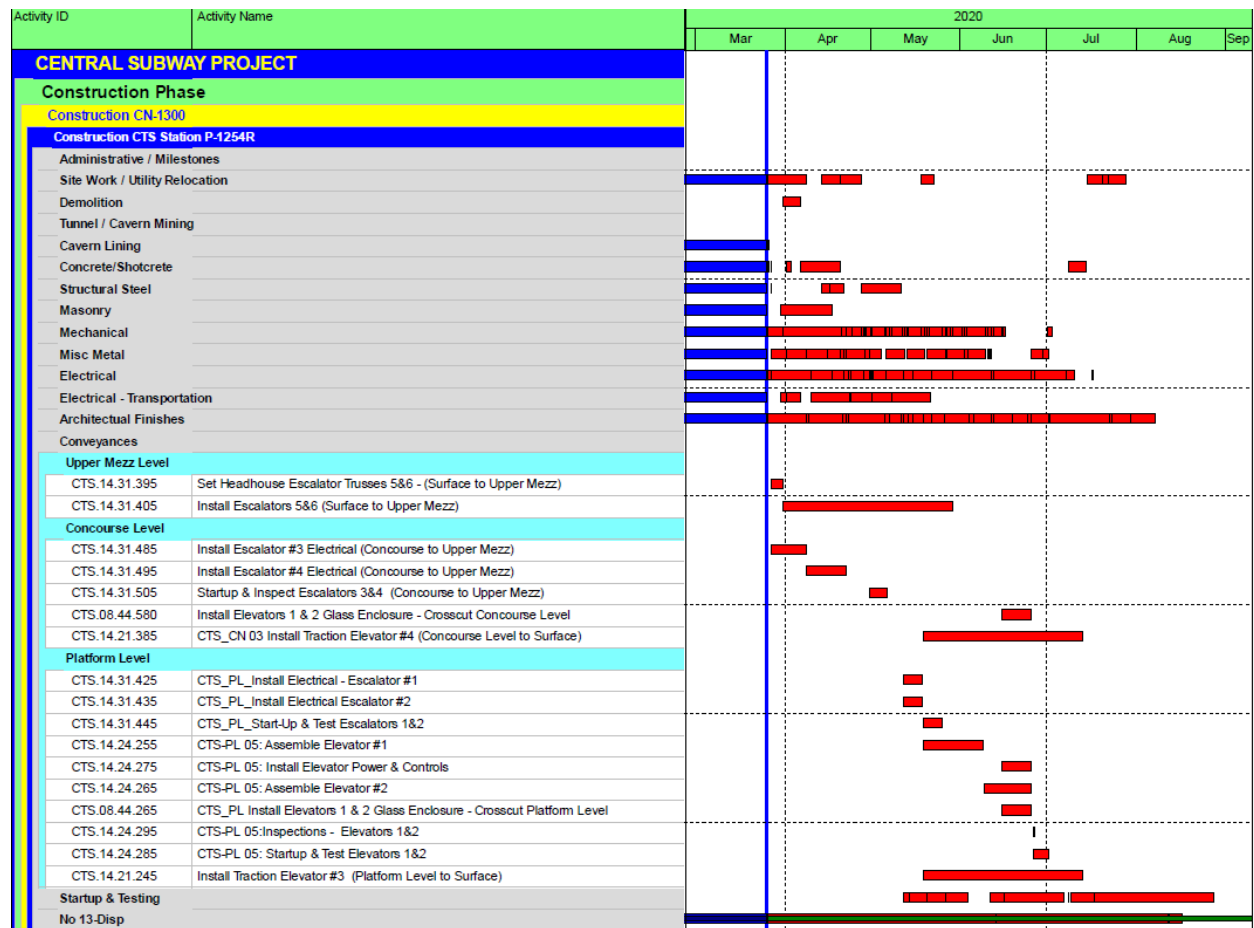 Activity ID Activity Name 2020
Mar Apr May Jun Jul Aug Sep
CENTRAL SUBWAY PROJECT
Construction Phase
Construction CN-1300
Construction CTS Station P-1254R
Administrative / Milestones
Site Work / Utility Relocation
Demolition
Tunnel / Cavern Mining
Cavern Lining
Concrete/Shotcrete
Structural Steel
Masonry
Mechanical
Misc Metal
Electrical
Electrical - Transportation
Architectual Finishes
Conveyances
Upper Mezz Level
CTS.14.31.395 Set Headhouse Escalator Trusses 5&6 - (Surface to Upper Mezz)
CTS.14.31.405 Install Escalators 5&6 (Surface to Upper Mezz)
Concourse Level
CTS.14.31.485 Install Escalator #3 Electrical (Concourse to Upper Mezz)
CTS.14.31.495 Install Escalator #4 Electrical (Concourse to Upper Mezz)
CTS.14.31.505 Startup & Inspect Escalators 3&4 (Concourse to Upper Mezz)
CTS.08.44.580 Install Elevators 1 & 2 Glass Enclosure - Crosscut Concourse Level
CTS.14.21.385 CTS_CN 03 Install Traction Elevator #4 (Concourse Level to Surface)
Platform Level
CTS.14.31.425 CTS_PL_Install Electrical - Escalator #1
CTS.14.31.435 CTS_PL_Install Electrical Escalator #2
CTS.14.31.445 CTS_PL_Start-Up & Test Escalators 1&2
CTS.14.24.255 CTS-PL 05: Assemble Elevator #1
CTS.14.24.275 CTS-PL 05: Install Elevator Power & Controls
CTS.14.24.265 CTS-PL 05: Assemble Elevator #2
CTS.08.44.265 CTS_PL Install Elevators 1 & 2 Glass Enclosure - Crosscut Platform Level
CTS.14.24.295 CTS-PL 05:Inspections - Elevators 1&2
CTS.14.24.285 CTS-PL 05: Startup & Test Elevators 1&2
CTS.14.21.245 Install Traction Elevator #3 (Platform Level to Surface)
Startup & Testing
No 13-Disp